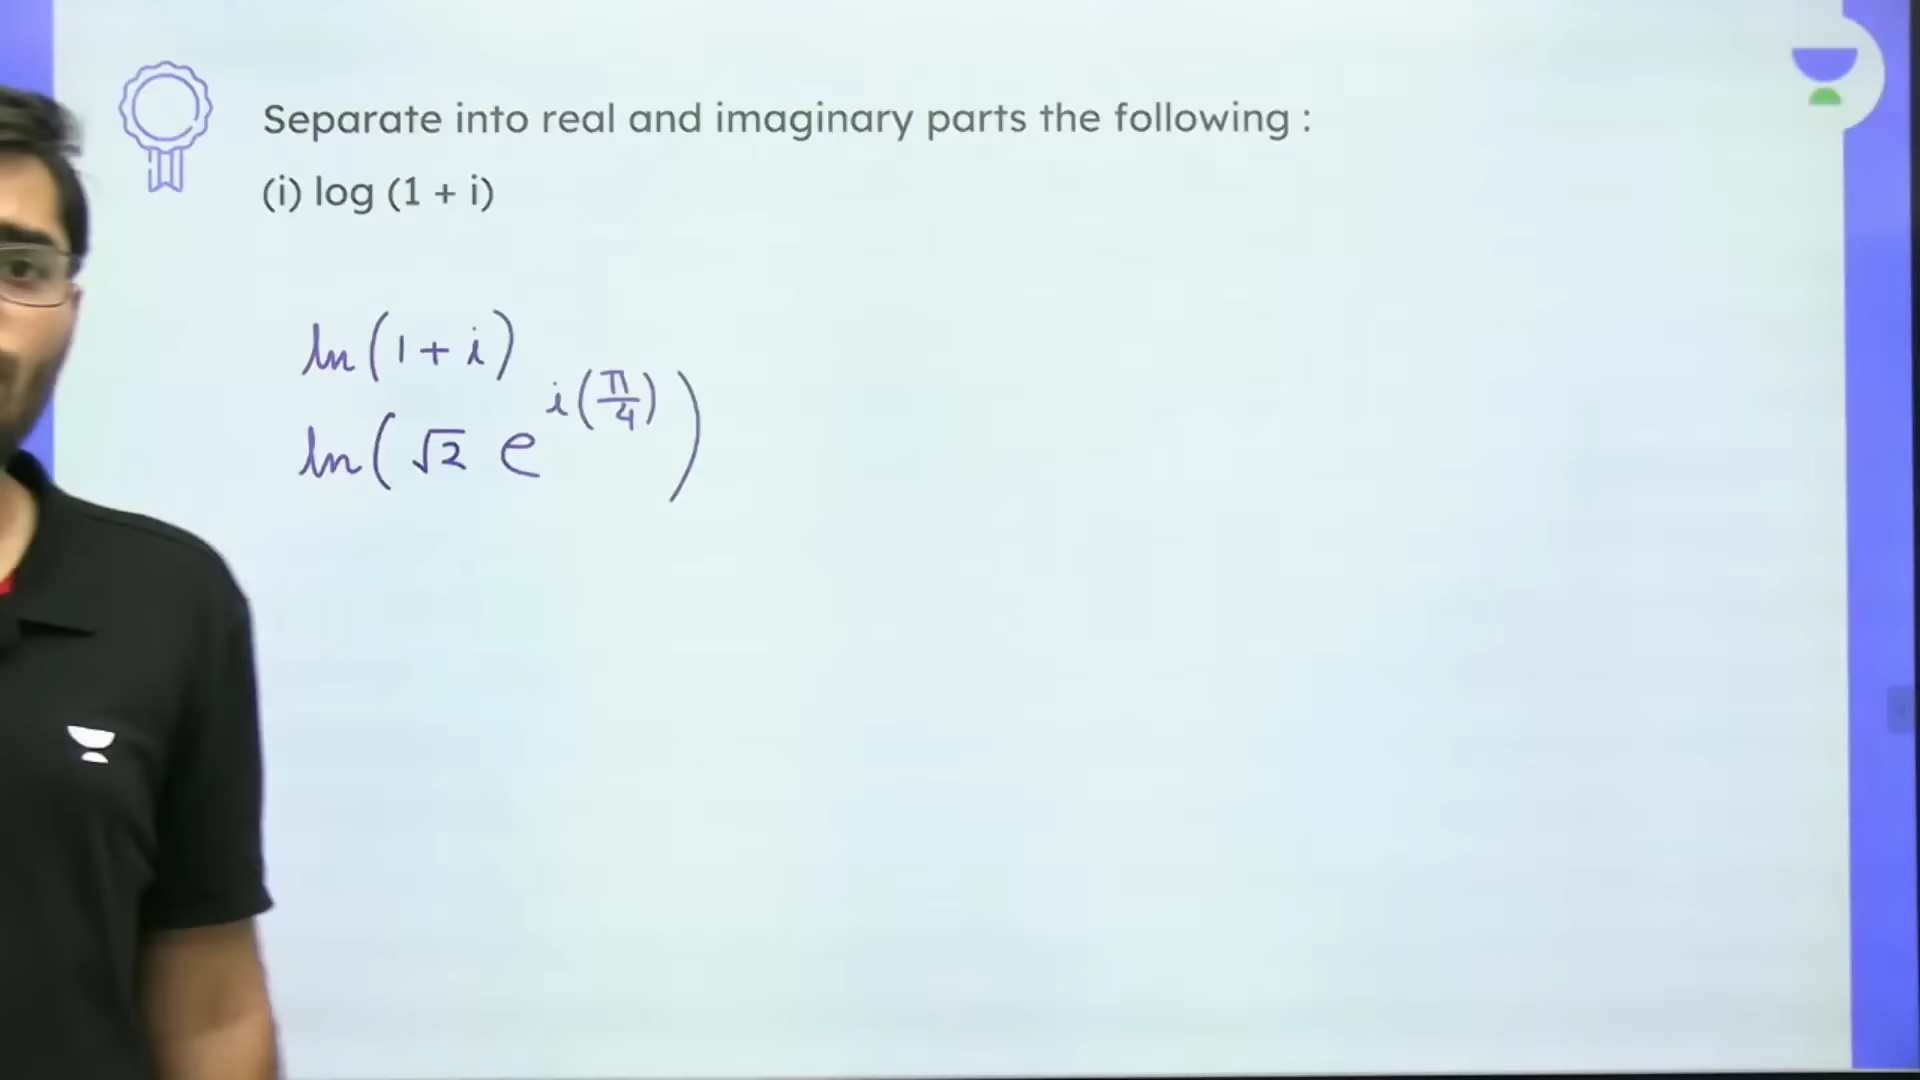 Separate into real and imaginary parts the following :
(i) log (1 + i)
ln(1 + i)
ln(√2 e^{i(π/4)})